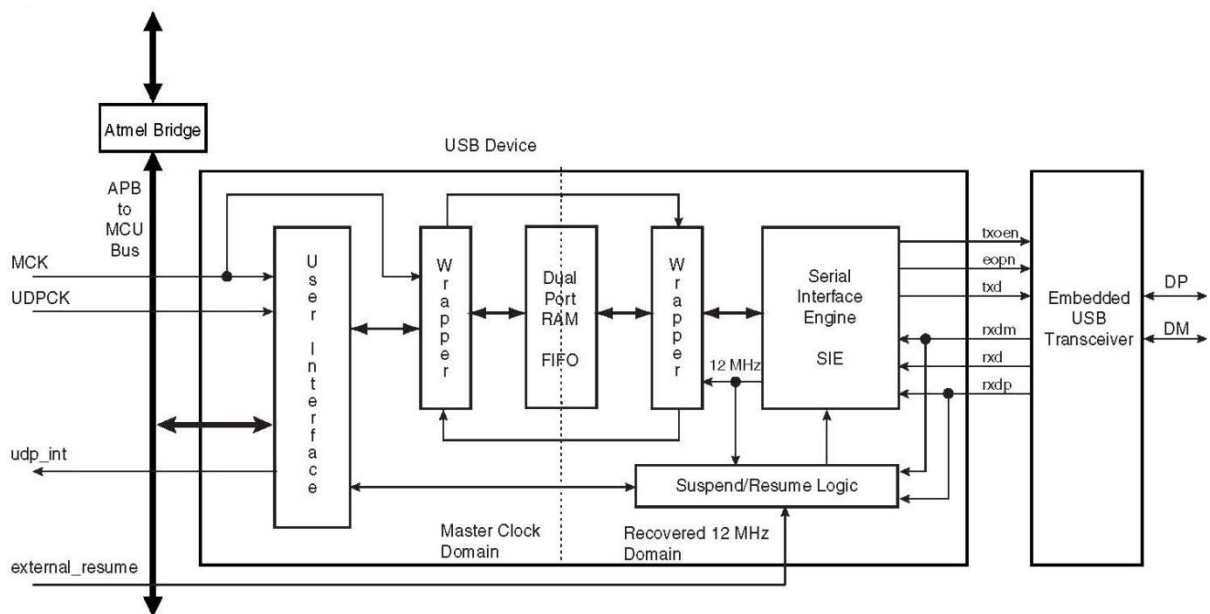 Atmel Bridge
USB Device
APB
to
MCU
Bus
MCK
UDPCK
udp_int
external_resume
User Interface
Wrapper
Dual
Port
RAM
FIFO
Wrapper
12 MHz
Serial
Interface
Engine
SIE
Suspend/Resume Logic
Master Clock
Domain
Recovered 12 MHz
Domain
txoen
eopn
txd
rxdm
rxd
rxdp
Embedded
USB
Transceiver
DP
DM